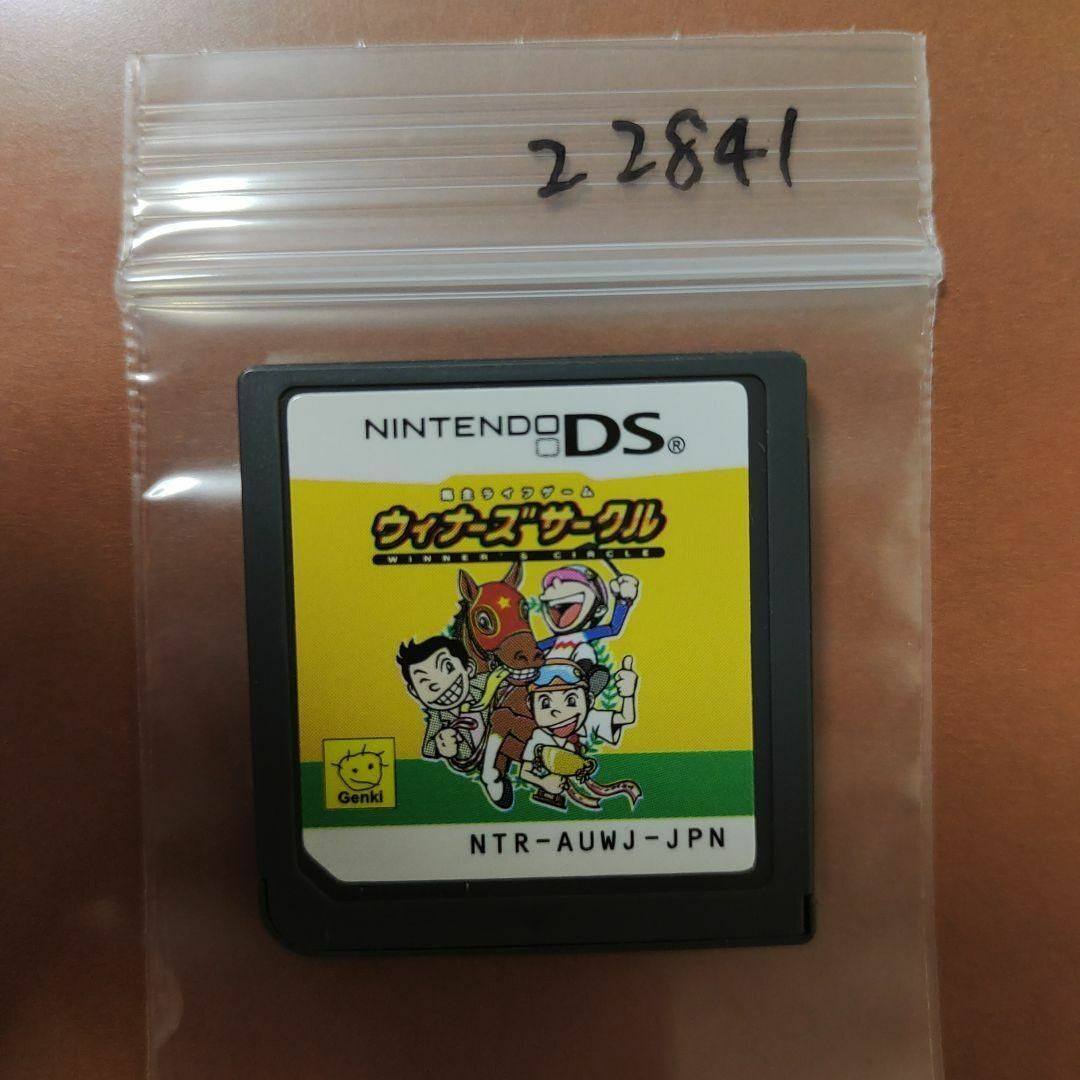 22841
NINTENDO DS®
馬主ライフゲーム
ウィナーズサークル
WINNER'S CIRCLE
Genki
NTR-AUWJ-JPN